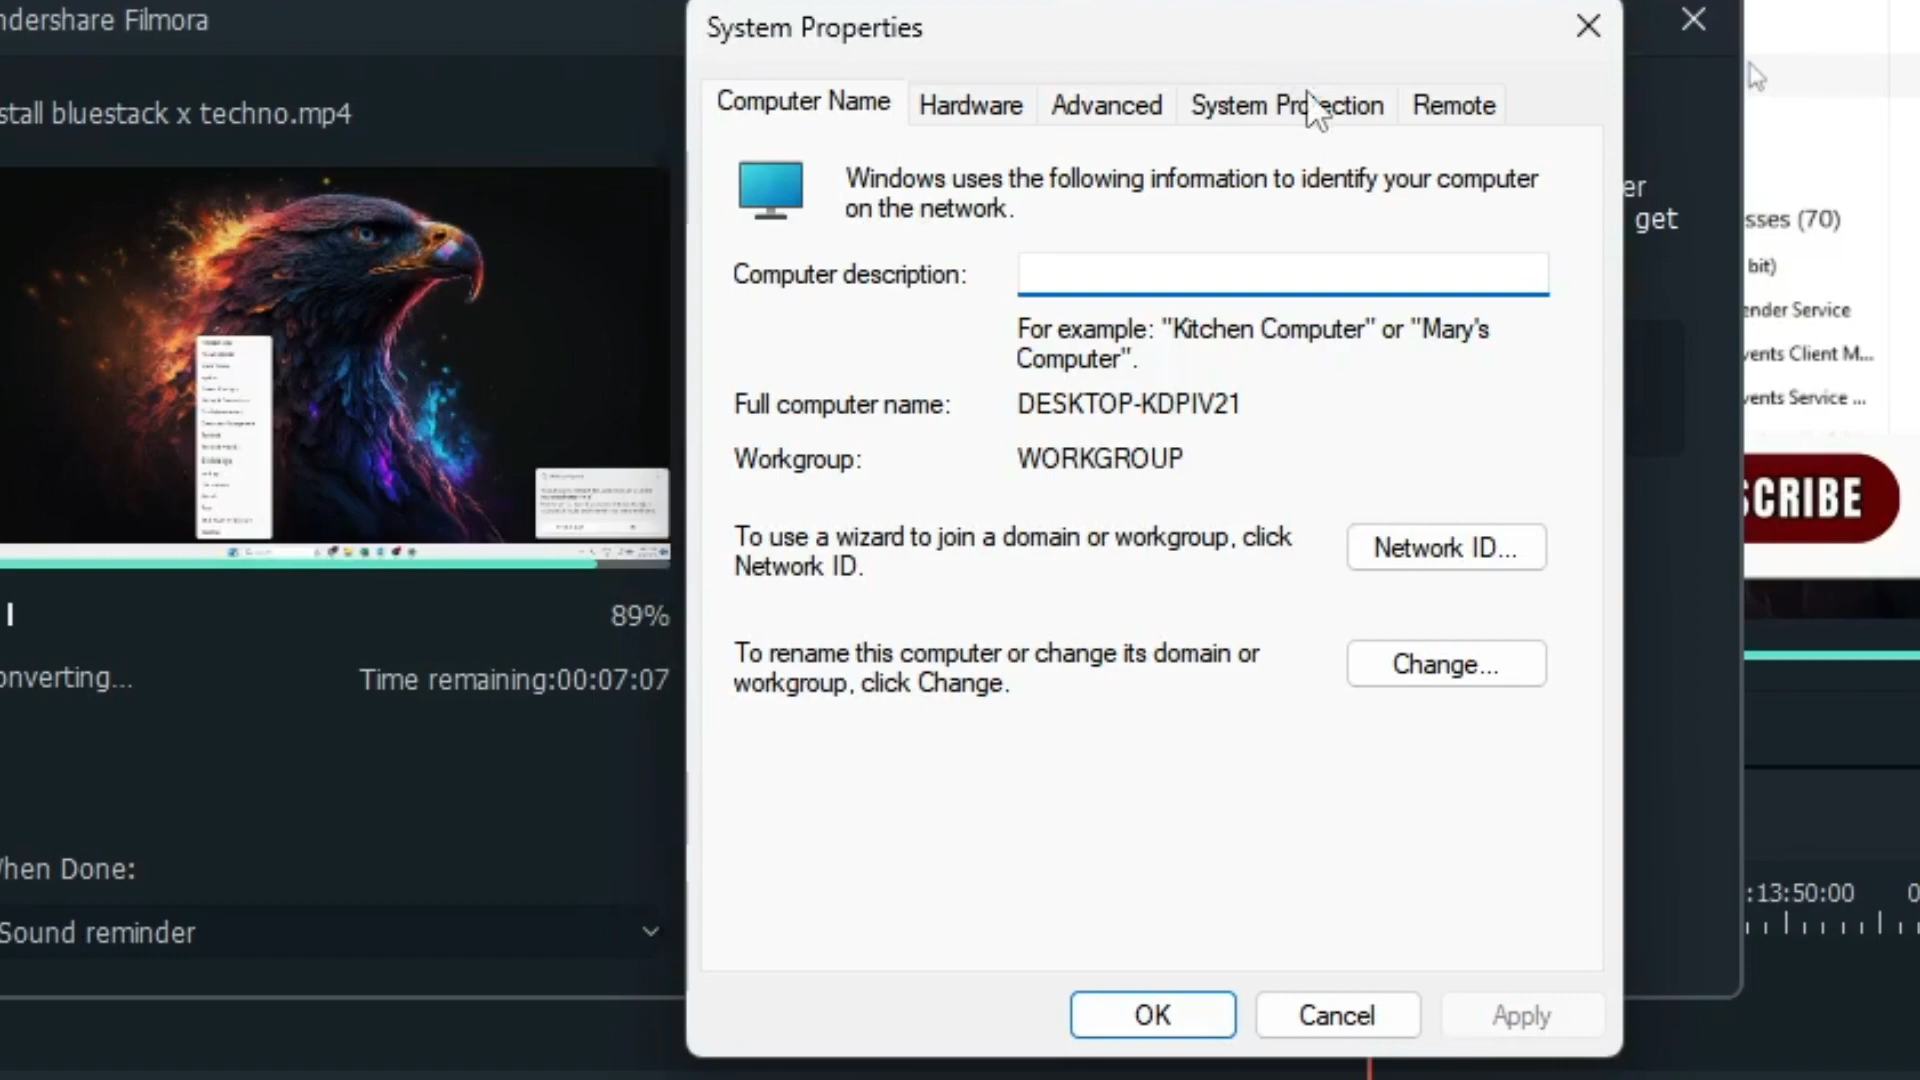 ndershare Filmora
stall bluestack x techno.mp4
89%
onverting...
Time remaining:00:07:07
hen Done:
Sound reminder
System Properties
Computer Name
Hardware
Advanced
System Protection
Remote
Windows uses the following information to identify your computer
on the network.
Computer description:
For example: "Kitchen Computer" or "Mary's
Computer".
Full computer name:
DESKTOP-KDPIV21
Workgroup:
WORKGROUP
To use a wizard to join a domain or workgroup, click
Network ID.
Network ID...
To rename this computer or change its domain or
workgroup, click Change.
Change...
OK
Cancel
Apply
er
get
sses (70)
bit)
ender Service
vents Client M...
vents Service ...
SCRIBE
:13:50:00